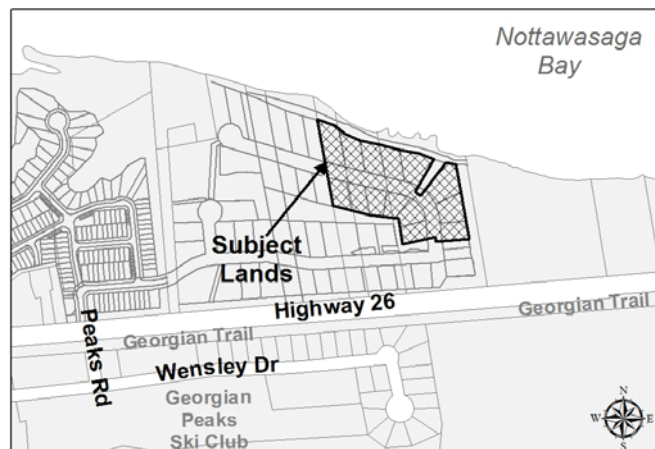 Nottawasaga
Bay
Subject
Lands
Highway 26
Georgian Trail
Georgian Trail
Peaks Rd
Wensley Dr
Georgian
Peaks
Ski Club
N
W
E
S